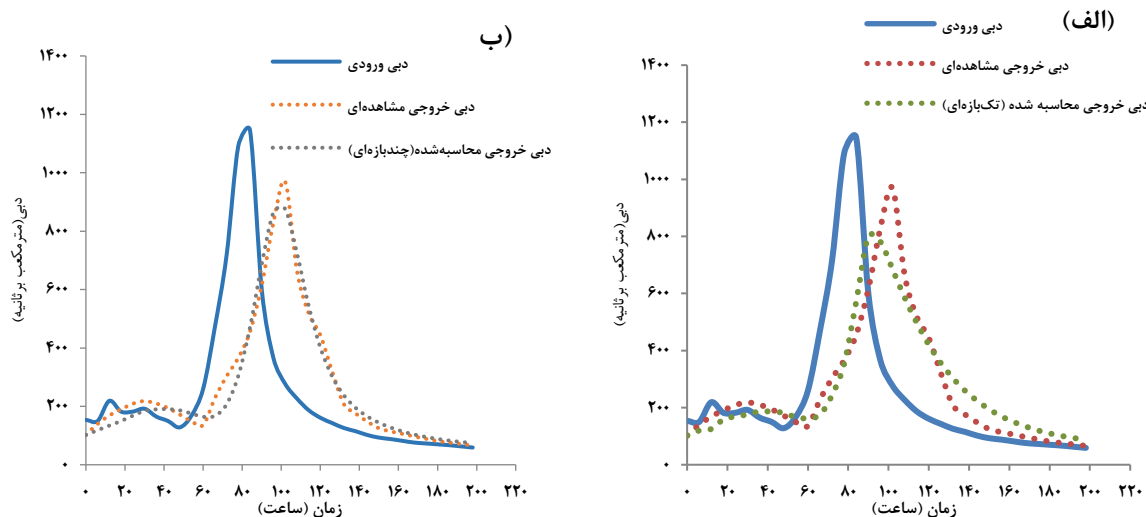 (الف)
دبی ورودی
دبی خروجی مشاهده‌ای
دبی خروجی محاسبه شده (تک‌بازه‌ای)
۱۴۰۰
۱۲۰۰
۱۰۰۰
۸۰۰
۶۰۰
۴۰۰
۲۰۰
۰
دبی(متر مکعب بر ثانیه)
۰ ۲۰ ۴۰ ۶۰ ۸۰ ۱۰۰ ۱۲۰ ۱۴۰ ۱۶۰ ۱۸۰ ۲۰۰ ۲۲۰
زمان (ساعت)
(ب
دبی ورودی
دبی خروجی مشاهده‌ای
دبی خروجی محاسبه‌شده(چندبازه‌ای)
۱۴۰۰
۱۲۰۰
۱۰۰۰
۸۰۰
۶۰۰
۴۰۰
۲۰۰
۰
دبی(متر مکعب بر ثانیه)
۰ ۲۰ ۴۰ ۶۰ ۸۰ ۱۰۰ ۱۲۰ ۱۴۰ ۱۶۰ ۱۸۰ ۲۰۰ ۲۲۰
زمان (ساعت)